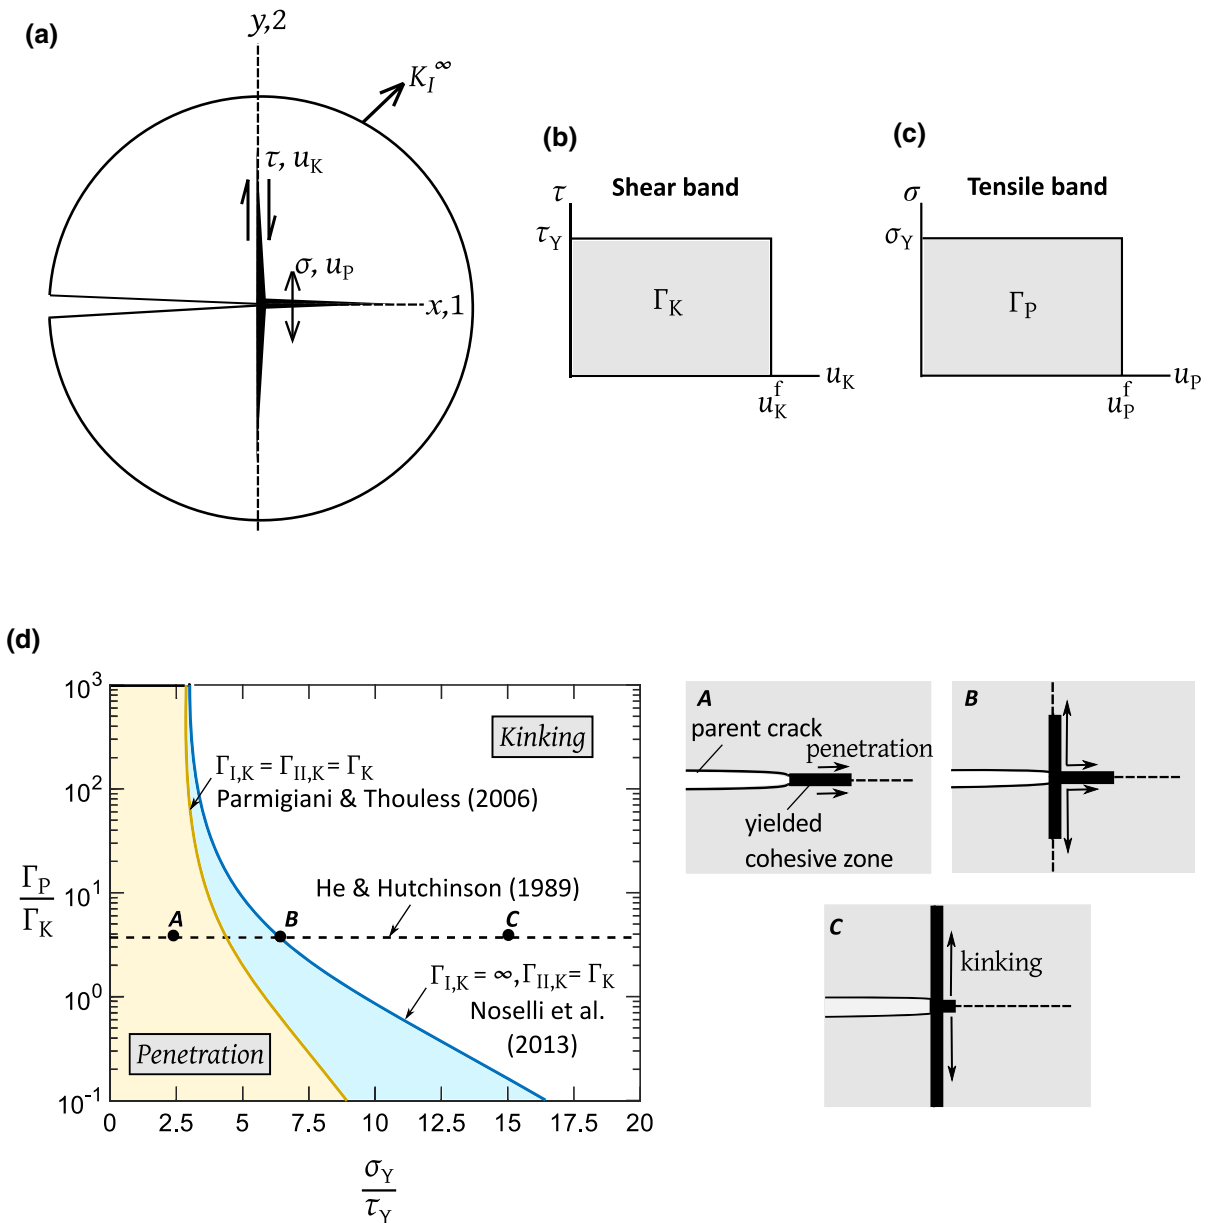 (a)
y,2
K_I^∞
τ, u_K
σ, u_P
x,1
(b)
Shear band
τ
τ_Y
Γ_K
u_K
u_K^f
(c)
Tensile band
σ
σ_Y
Γ_P
u_P
u_P^f
(d)
10^3
10^2
10^1
10^0
10^-1
Γ_P
Γ_K
Kinking
Γ_I,K = Γ_II,K = Γ_K
Parmigiani & Thouless (2006)
He & Hutchinson (1989)
A
B
C
Γ_I,K = ∞, Γ_II,K = Γ_K
Noselli et al.
(2013)
Penetration
0 2.5 5 7.5 10 12.5 15 17.5 20
σ_Y
τ_Y
A
parent crack
penetration
yielded
cohesive zone
B
C
kinking